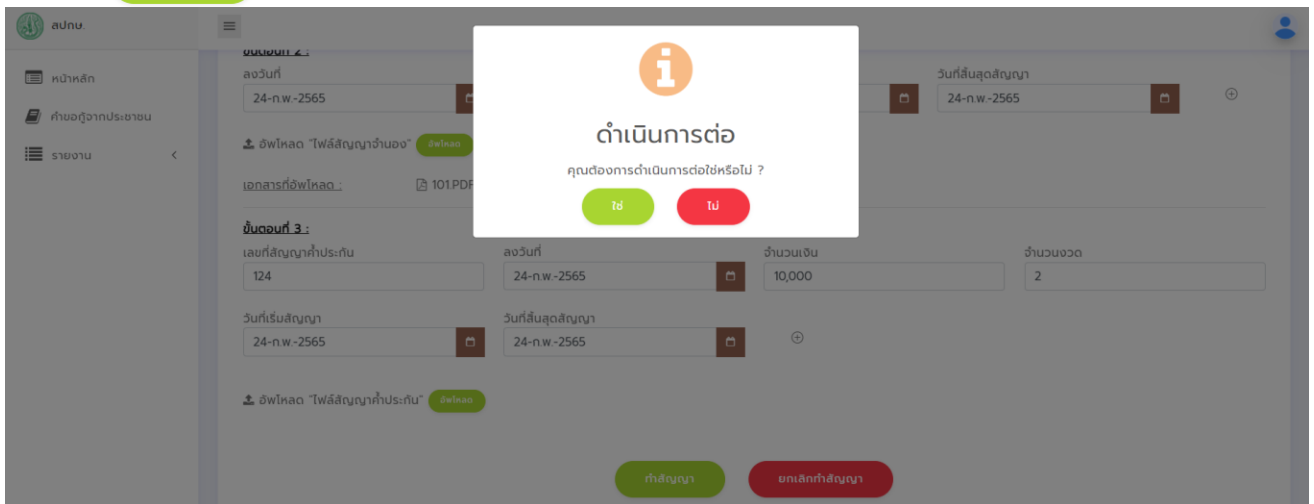 สปกษ.
หน้าหลัก
คำขอกู้จากประชาชน
รายงาน
ขั้นตอนที่ 2 :
ลงวันที่
วันที่สิ้นสุดสัญญา
24-ก.พ.-2565
24-ก.พ.-2565
อัพโหลด "ไฟล์สัญญาจำนอง" อัพโหลด
เอกสารที่อัพโหลด : 101.PDF
ดำเนินการต่อ
คุณต้องการดำเนินการต่อใช่หรือไม่ ?
ใช่ ไม่
ขั้นตอนที่ 3 :
เลขที่สัญญาค้ำประกัน ลงวันที่ จำนวนเงิน จำนวนงวด
124 24-ก.พ.-2565 10,000 2
วันที่เริ่มสัญญา วันที่สิ้นสุดสัญญา
24-ก.พ.-2565 24-ก.พ.-2565
อัพโหลด "ไฟล์สัญญาค้ำประกัน" อัพโหลด
ทำสัญญา ยกเลิกทำสัญญา